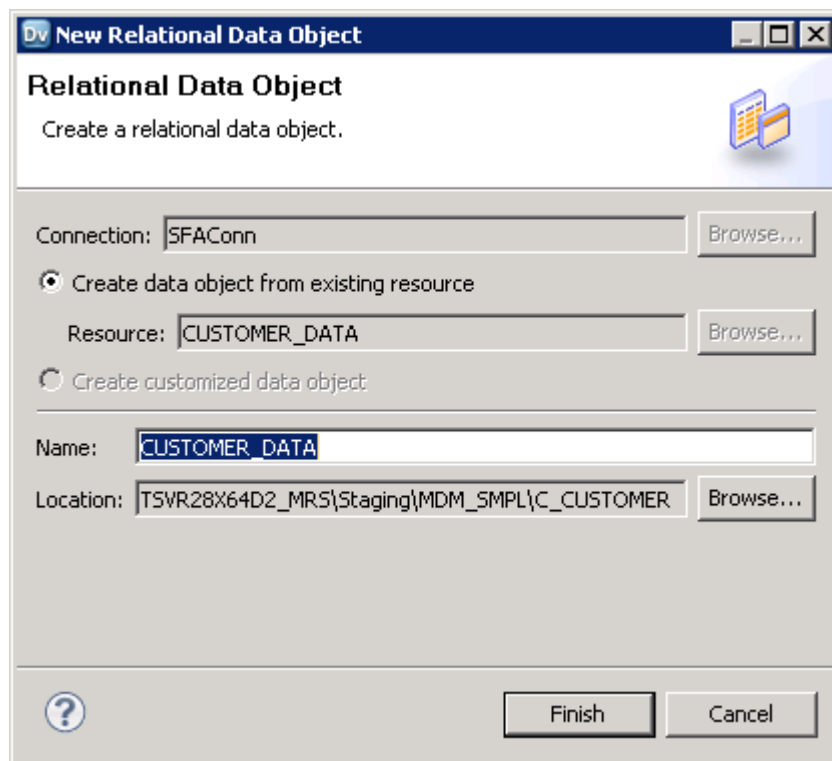 Dv New Relational Data Object
Relational Data Object
Create a relational data object.
Connection: SFAConn Browse...
Create data object from existing resource
Resource: CUSTOMER_DATA Browse...
Create customized data object
Name: CUSTOMER_DATA
Location: TSVR28X64D2_MRS\Staging\MDM_SMPL\C_CUSTOMER Browse...
? Finish Cancel